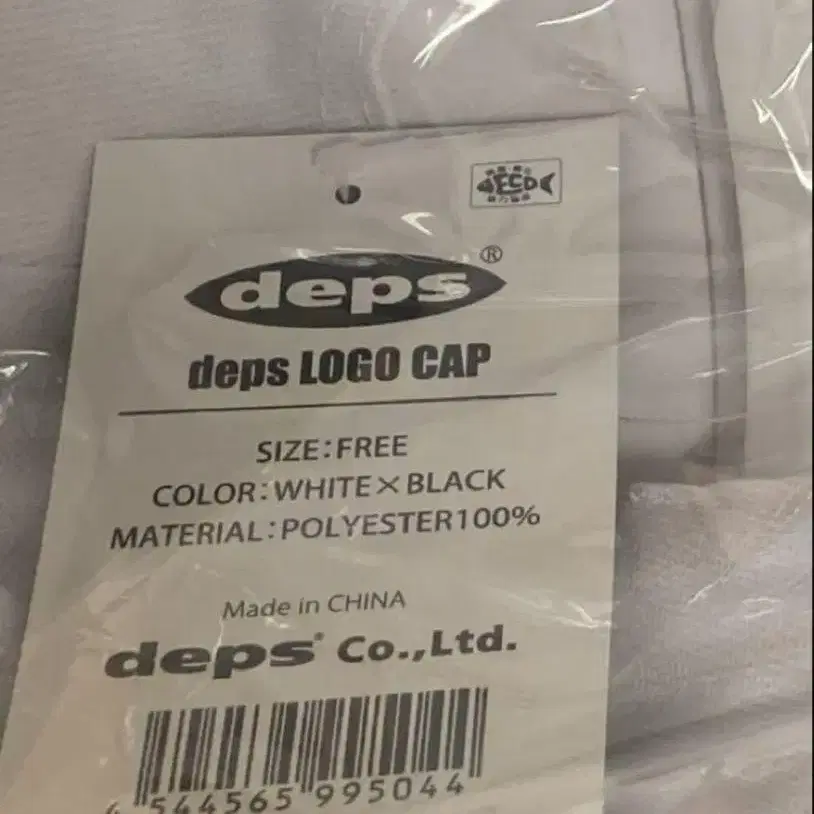 ECO
deps®
deps LOGO CAP
SIZE:FREE
COLOR:WHITE×BLACK
MATERIAL:POLYESTER100%
Made in CHINA
deps® Co.,Ltd.
4 544565 995044